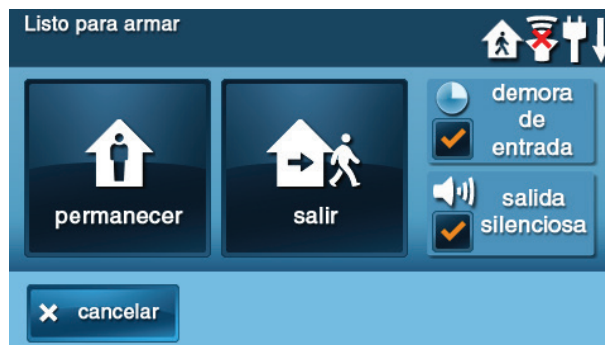 Listo para armar
permanecer
salir
demora
de
entrada
salida
silenciosa
cancelar